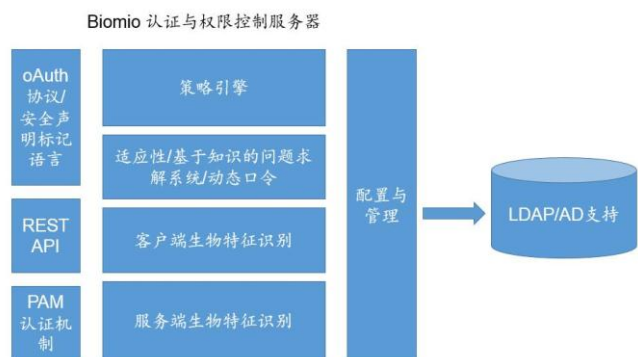 Biomio 认证与权限控制服务器
oAuth
协议/
安全声
明标记
语言
策略引擎
适应性/基于知识的问题求
解系统/动态口令
配置与
管理
LDAP/AD支持
REST
API
客户端生物特征识别
PAM
认证机
制
服务端生物特征识别